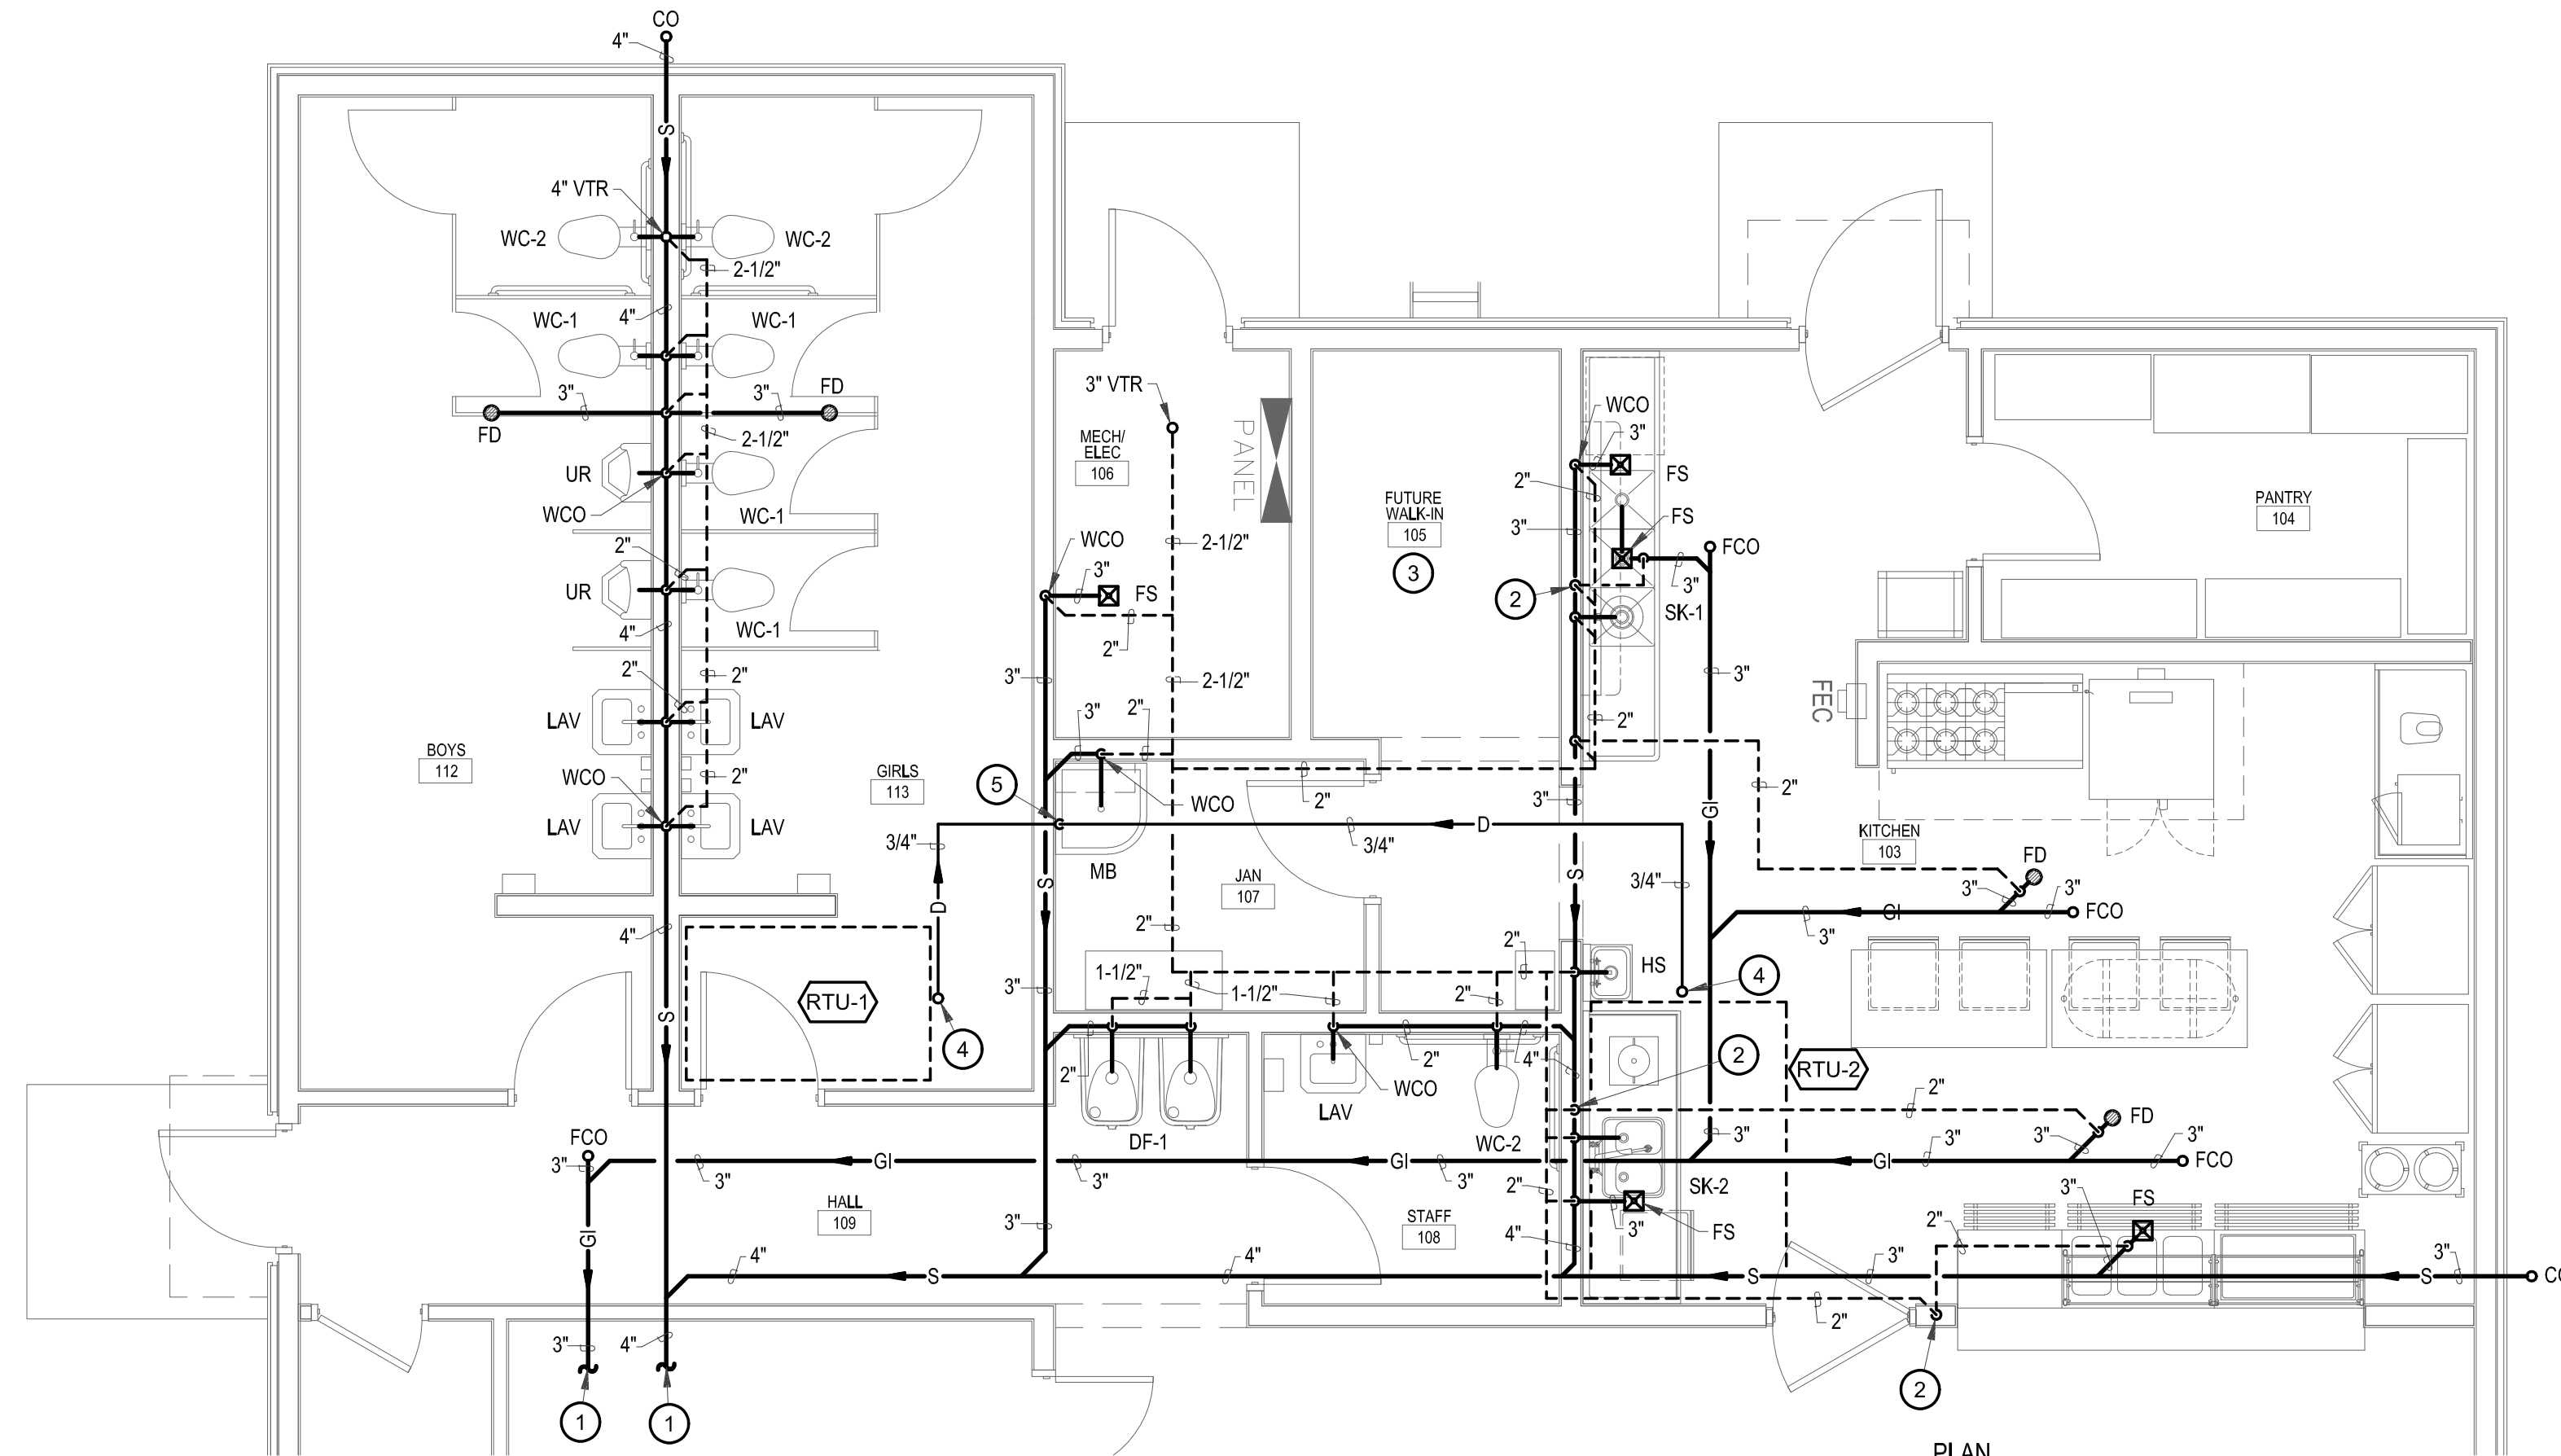 CO
4"
S
4" VTR
WC-2
WC-2
2-1/2"
4"
WC-1
WC-1
3"
3"
FD
FD
2-1/2"
UR
WCO
WC-1
2"
UR
WC-1
4"
2"
2"
LAV
LAV
BOYS
112
WCO
2"
GIRLS
113
LAV
LAV
4"
S
RTU-1
3/4"
D
4
3" VTR
MECH/
ELEC
106
PANEL
2-1/2"
WCO
3"
FS
2"
3"
2-1/2"
3"
2"
5
WCO
MB
S
2"
3/4"
D
JAN
107
2"
3"
1-1/2"
1-1/2"
2"
2"
2"
DF-1
2"
WCO
LAV
4"
WC-2
FUTURE
WALK-IN
105
3
WCO
3"
FS
2"
3"
FS
FCO
3"
2
SK-1
3"
2"
3"
S
GI
3/4"
HS
4
2
RTU-2
PANTRY
104
FEC
2"
KITCHEN
103
FD
3"
3"
FCO
GI
3"
2"
FD
3"
3"
3"
FCO
3"
GI
3"
SK-2
FS
3"
2"
4"
FCO
3"
3"
GI
3"
GI
3"
GI
HALL
109
3"
STAFF
108
4"
S
4"
S
3"
3"
FS
2"
3"
S
CO
2"
2
3"
4"
1
1
PLAN